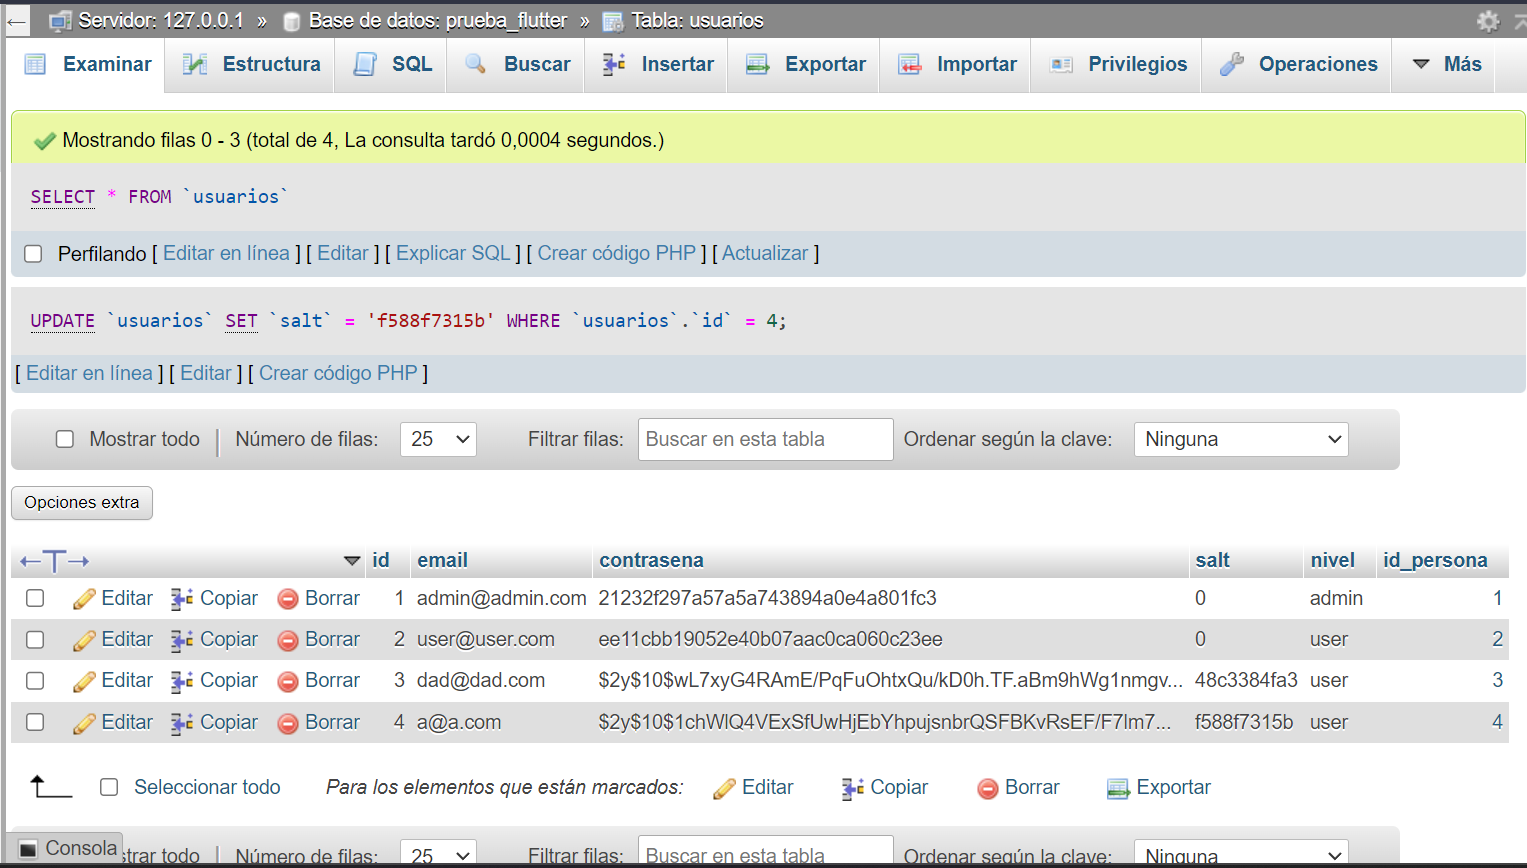 ← Servidor: 127.0.0.1 » Base de datos: prueba_flutter » Tabla: usuarios
Examinar Estructura SQL Buscar Insertar Exportar Importar Privilegios Operaciones Más
Mostrando filas 0 - 3 (total de 4, La consulta tardó 0,0004 segundos.)
SELECT * FROM `usuarios`
Perfilando [ Editar en línea ] [ Editar ] [ Explicar SQL ] [ Crear código PHP ] [ Actualizar ]
UPDATE `usuarios` SET `salt` = 'f588f7315b' WHERE `usuarios`.`id` = 4;
[ Editar en línea ] [ Editar ] [ Crear código PHP ]
Mostrar todo | Número de filas: 25 Filtrar filas: Buscar en esta tabla Ordenar según la clave: Ninguna
Opciones extra
←T→ id email contrasena salt nivel id_persona
Editar Copiar Borrar 1 admin@admin.com 21232f297a57a5a743894a0e4a801fc3 0 admin 1
Editar Copiar Borrar 2 user@user.com ee11cbb19052e40b07aac0ca060c23ee 0 user 2
Editar Copiar Borrar 3 dad@dad.com $2y$10$wL7xyG4RAmE/PqFuOhtxQu/kD0h.TF.aBm9hWg1nmgv... 48c3384fa3 user 3
Editar Copiar Borrar 4 a@a.com $2y$10$1chWlQ4VExSfUwHjEbYhpujsnbrQSFBKvRsEF/F7lm7... f588f7315b user 4
Seleccionar todo Para los elementos que están marcados: Editar Copiar Borrar Exportar
Consola strar todo | Número de filas: 25 Filtrar filas: Buscar en esta tabla Ordenar según la clave: Ninguna